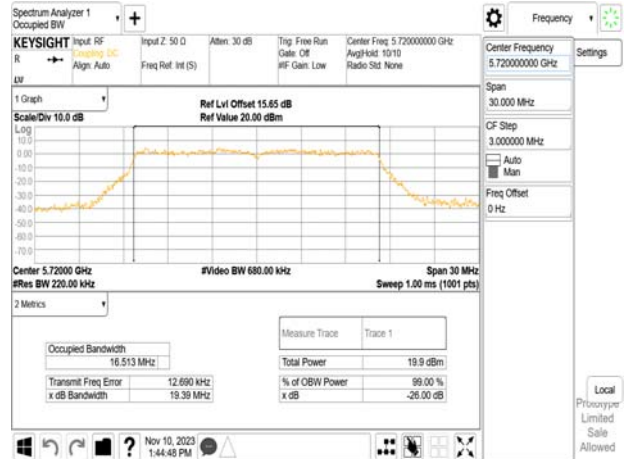 Spectrum Analyzer 1
Occupied BW
Frequency
KEYSIGHT
Input: RF
Coupling: DC
Align: Auto
Input Z: 50 Ω
Freq Ref: Int (S)
Atten: 30 dB
Trig: Free Run
Gate: Off
#IF Gain: Low
Center Freq: 5.720000000 GHz
Avg|Hold: 10/10
Radio Std: None
R
LV
Center Frequency
5.720000000 GHz
Settings
Span
30.000 MHz
CF Step
3.000000 MHz
Auto
Man
Freq Offset
0 Hz
1 Graph
Scale/Div 10.0 dB
Ref Lvl Offset 15.65 dB
Ref Value 20.00 dBm
Log
10.0
0.00
-10.0
-20.0
-30.0
-40.0
-50.0
-60.0
-70.0
Center 5.72000 GHz
#Res BW 220.00 kHz
#Video BW 680.00 kHz
Span 30 MHz
Sweep 1.00 ms (1001 pts)
2 Metrics
Measure Trace
Trace 1
Occupied Bandwidth
16.513 MHz
Total Power
19.9 dBm
Transmit Freq Error
12.690 kHz
% of OBW Power
99.00 %
x dB Bandwidth
19.39 MHz
x dB
-26.00 dB
Local
Prototype
Limited
Sale
Allowed
?
Nov 10, 2023
1:44:48 PM